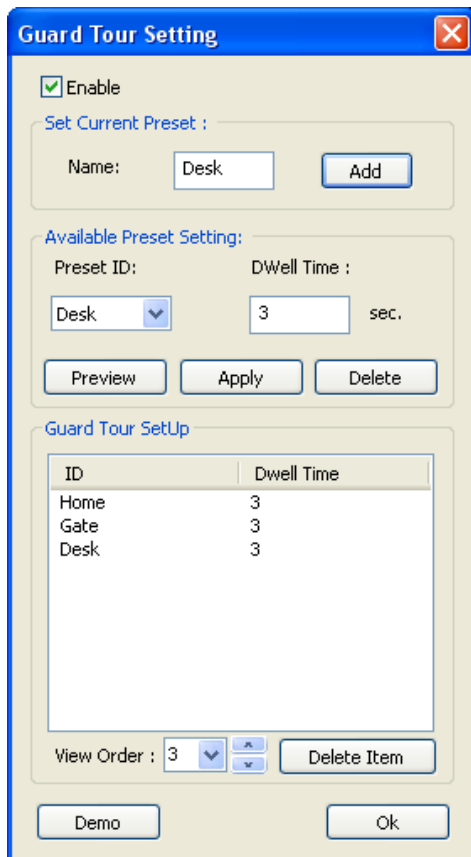 Guard Tour Setting
Enable
Set Current Preset :
Name: Desk Add
Available Preset Setting:
Preset ID: DWell Time :
Desk 3 sec.
Preview Apply Delete
Guard Tour SetUp
ID Dwell Time
Home 3
Gate 3
Desk 3
View Order : 3 Delete Item
Demo Ok